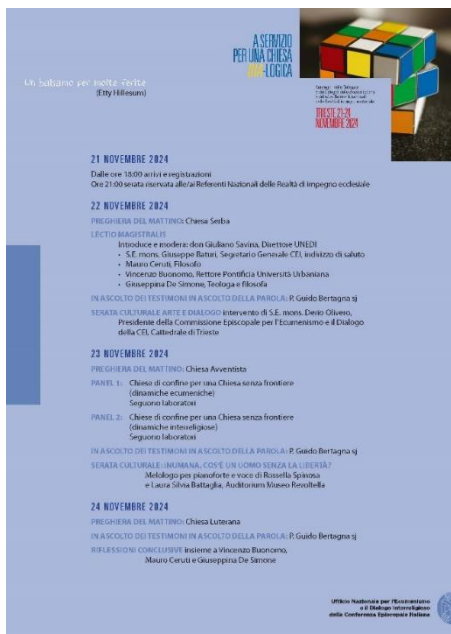 A SERVIZIO
PER UNA CHIESA
DIA-LOGICA
Un balsamo per molte ferite
(Etty Hillesum)
TRIESTE 21-24
NOVEMBRE 2024
21 NOVEMBRE 2024
Dalle ore 18:00 arrivi e registrazioni
Ore 21:00 serata riservata alle/ai Referenti Nazionali delle Realtà di impegno ecclesiale
22 NOVEMBRE 2024
PREGHIERA DEL MATTINO: Chiesa Serba
LECTIO MAGISTRALIS
Introduce e modera: don Giuliano Savina, Direttore UNEDI
• S.E. mons. Giuseppe Baturi, Segretario Generale CEI, indirizzo di saluto
• Mauro Ceruti, Filosofo
• Vincenzo Buonomo, Rettore Pontificia Università Urbaniana
• Giuseppina De Simone, Teologa e filosofa
IN ASCOLTO DEI TESTIMONI IN ASCOLTO DELLA PAROLA: P. Guido Bertagna sj
SERATA CULTURALE ARTE E DIALOGO intervento di S.E. mons. Derio Olivero,
Presidente della Commissione Episcopale per l'Ecumenismo e il Dialogo
della CEI, Cattedrale di Trieste
23 NOVEMBRE 2024
PREGHIERA DEL MATTINO: Chiesa Avventista
PANEL 1: Chiese di confine per una Chiesa senza frontiere
(dinamiche ecumeniche)
Seguono laboratori
PANEL 2: Chiese di confine per una Chiesa senza frontiere
(dinamiche interreligiose)
Seguono laboratori
IN ASCOLTO DEI TESTIMONI IN ASCOLTO DELLA PAROLA: P. Guido Bertagna sj
SERATA CULTURALE: INUMANA. COS'È UN UOMO SENZA LA LIBERTÀ?
Melologo per pianoforte e voce di Rossella Spinosa
e Laura Silvia Battaglia, Auditorium Museo Revoltella
24 NOVEMBRE 2024
PREGHIERA DEL MATTINO: Chiesa Luterana
IN ASCOLTO DEI TESTIMONI IN ASCOLTO DELLA PAROLA: P. Guido Bertagna sj
RIFLESSIONI CONCLUSIVE insieme a Vincenzo Buonomo,
Mauro Ceruti e Giuseppina De Simone
Ufficio Nazionale per l'Ecumenismo
e il Dialogo Interreligioso
della Conferenza Episcopale Italiana